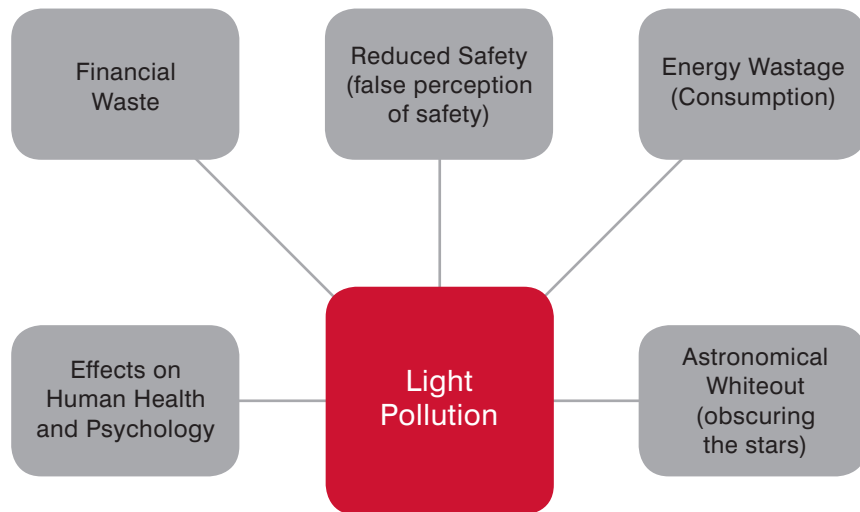 Financial
Waste
Reduced Safety
(false perception
of safety)
Energy Wastage
(Consumption)
Effects on
Human Health
and Psychology
Light
Pollution
Astronomical
Whiteout
(obscuring
the stars)